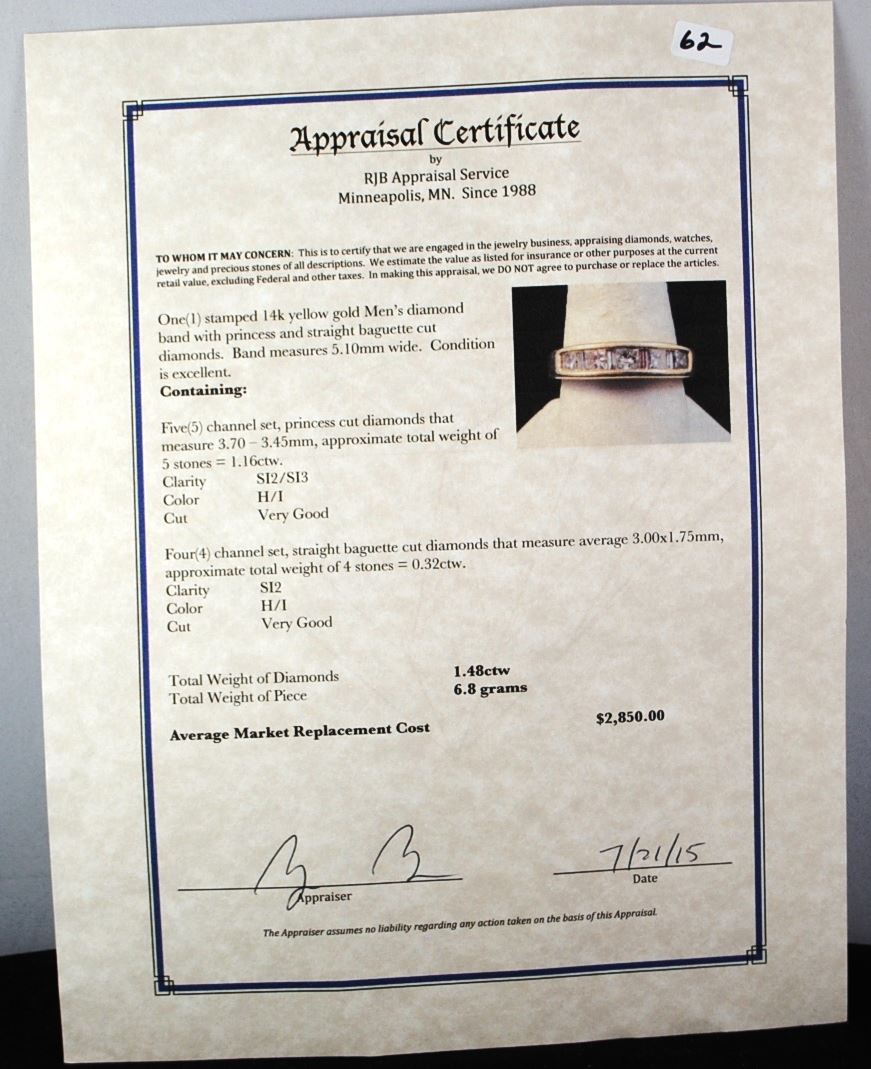 62
Appraisal Certificate
by
RJB Appraisal Service
Minneapolis, MN. Since 1988
TO WHOM IT MAY CONCERN: This is to certify that we are engaged in the jewelry business, appraising diamonds, watches,
jewelry and precious stones of all descriptions. We estimate the value as listed for insurance or other purposes at the current
retail value, excluding Federal and other taxes. In making this appraisal, we DO NOT agree to purchase or replace the articles.
One(1) stamped 14k yellow gold Men's diamond
band with princess and straight baguette cut
diamonds. Band measures 5.10mm wide. Condition
is excellent.
Containing:
Five(5) channel set, princess cut diamonds that
measure 3.70 – 3.45mm, approximate total weight of
5 stones = 1.16ctw.
Clarity SI2/SI3
Color H/I
Cut Very Good
Four(4) channel set, straight baguette cut diamonds that measure average 3.00x1.75mm,
approximate total weight of 4 stones = 0.32ctw.
Clarity SI2
Color H/I
Cut Very Good
Total Weight of Diamonds 1.48ctw
Total Weight of Piece 6.8 grams
Average Market Replacement Cost $2,850.00
7/21/15
Appraiser Date
The Appraiser assumes no liability regarding any action taken on the basis of this Appraisal.